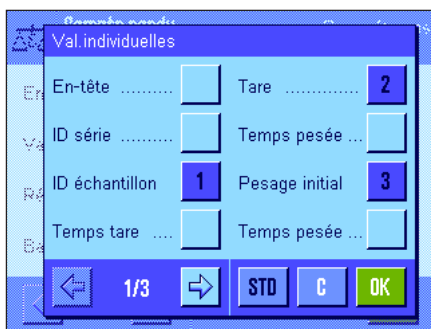 Val.individuelles
En-tête .......... Tare .............. 2
ID série .......... Temps pesée ...
ID échantillon 1 Pesage initial 3
Temps tare .... Temps pesée ...
1/3 STD C OK